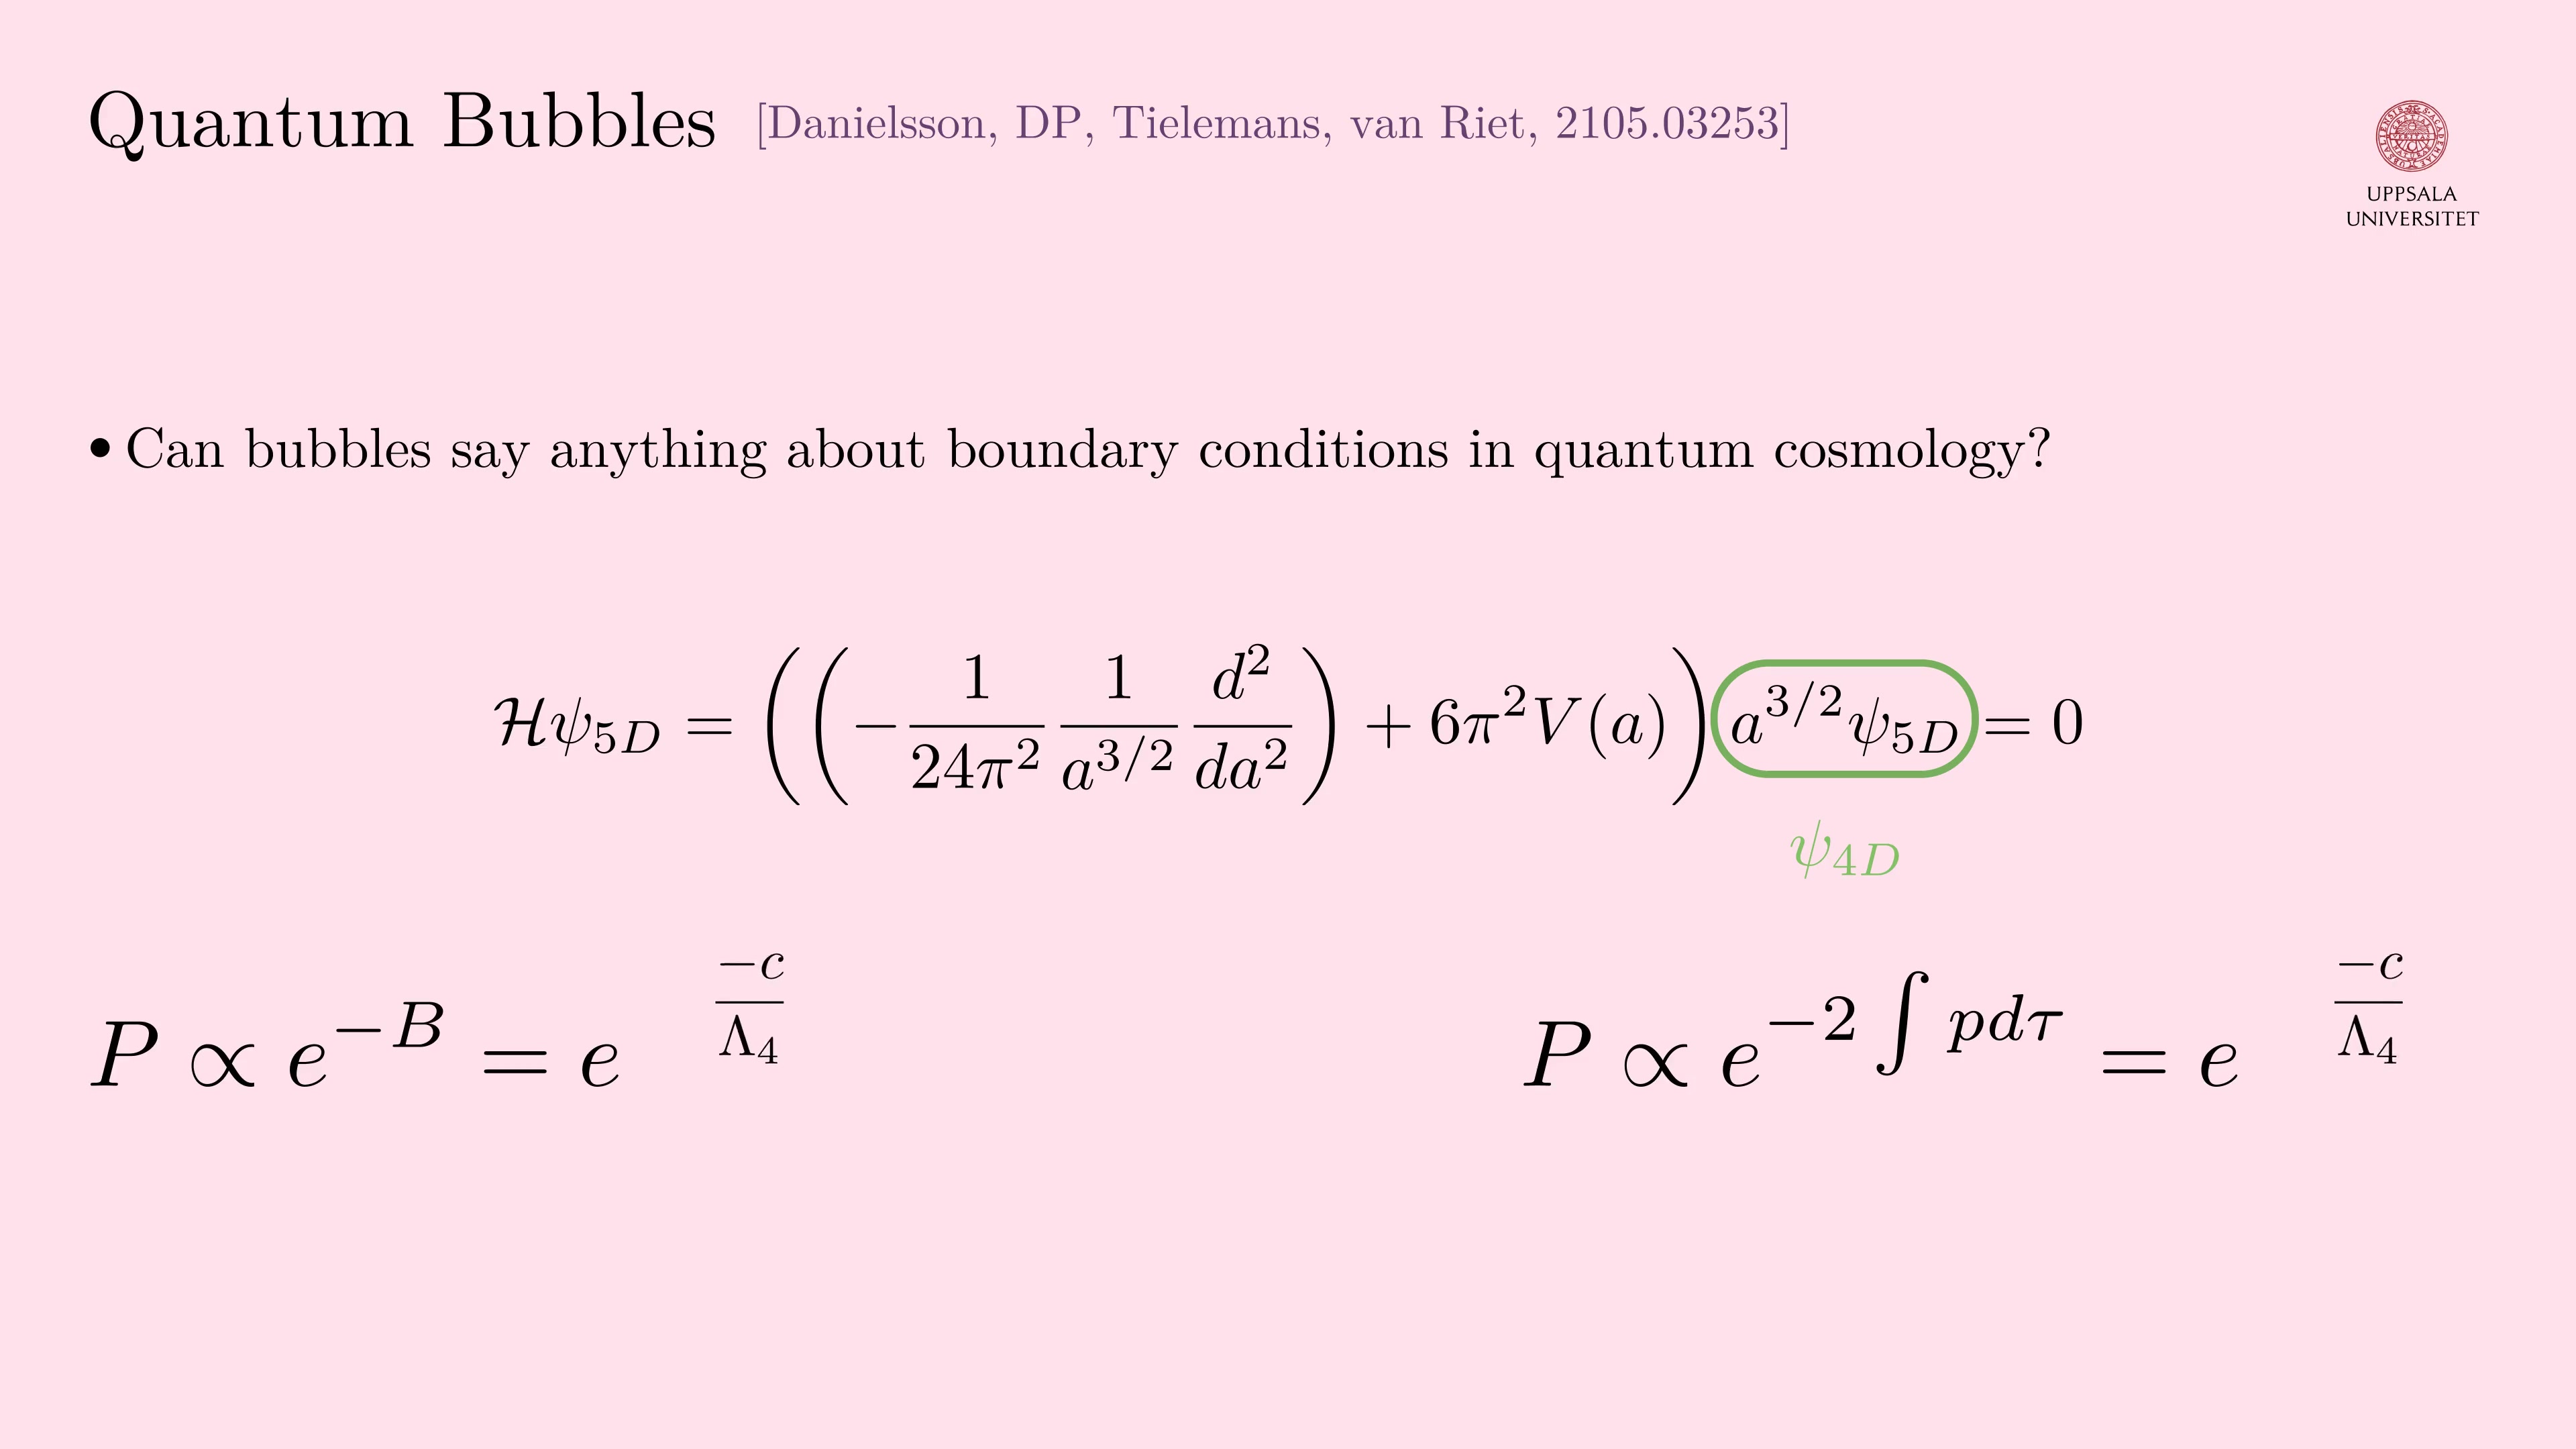 Quantum Bubbles [Danielsson, DP, Tielemans, van Riet, 2105.03253]
UPPSALA
UNIVERSITET
• Can bubbles say anything about boundary conditions in quantum cosmology?
$\mathcal{H}\psi_{5D} = \left(\left(-\frac{1}{24\pi^2}\frac{1}{a^{3/2}}\frac{d^2}{da^2}\right) + 6\pi^2 V(a)\right) a^{3/2}\psi_{5D} = 0$
$\psi_{4D}$
$P \propto e^{-B} = e^{\frac{-c}{\Lambda_4}}$
$P \propto e^{-2\int pd\tau} = e^{\frac{-c}{\Lambda_4}}$